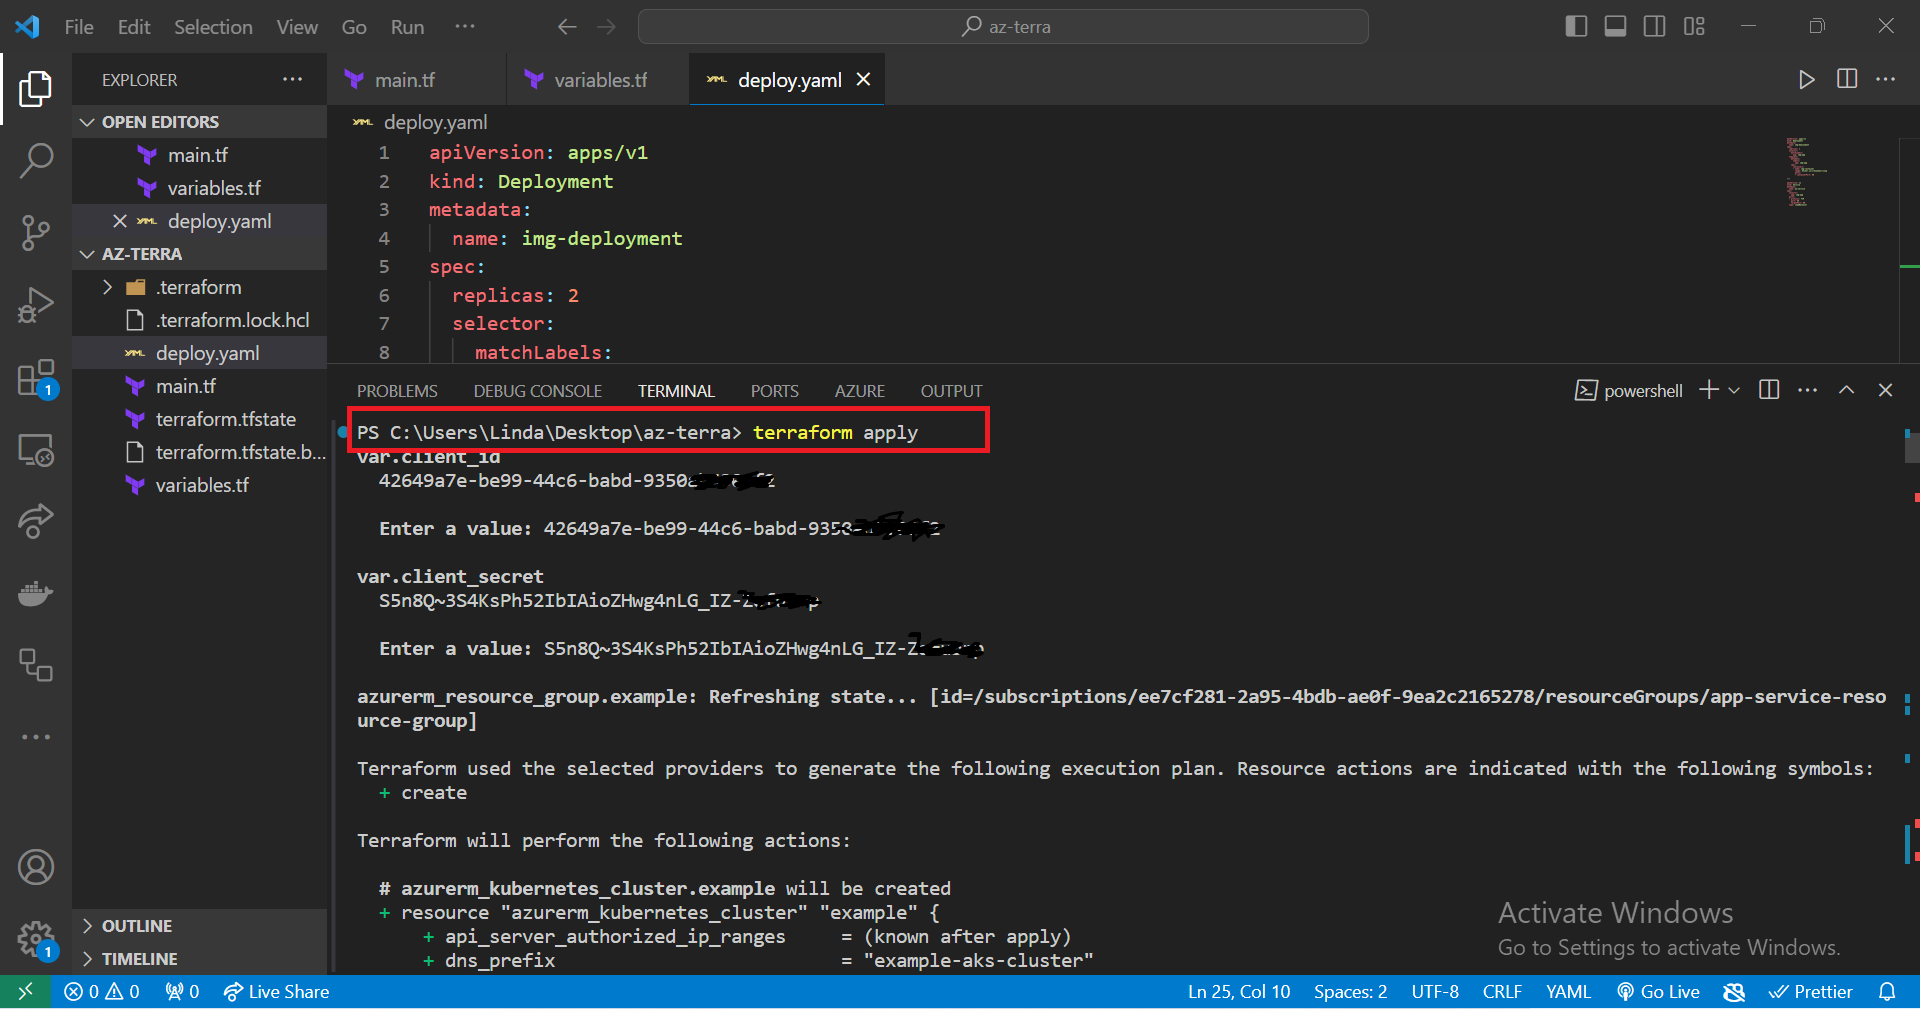 File Edit Selection View Go Run ···
az-terra
EXPLORER
OPEN EDITORS
main.tf
variables.tf
deploy.yaml
AZ-TERRA
.terraform
.terraform.lock.hcl
deploy.yaml
main.tf
terraform.tfstate
terraform.tfstate.b...
variables.tf
OUTLINE
TIMELINE
1
1
main.tf variables.tf deploy.yaml
deploy.yaml
1 apiVersion: apps/v1
2 kind: Deployment
3 metadata:
4 name: img-deployment
5 spec:
6 replicas: 2
7 selector:
8 matchLabels:
PROBLEMS DEBUG CONSOLE TERMINAL PORTS AZURE OUTPUT
powershell
PS C:\Users\Linda\Desktop\az-terra> terraform apply
var.client_id
42649a7e-be99-44c6-babd-9350
Enter a value: 42649a7e-be99-44c6-babd-935
var.client_secret
S5n8Q~3S4KsPh52IbIAioZHwg4nLG_IZ-
Enter a value: S5n8Q~3S4KsPh52IbIAioZHwg4nLG_IZ-
azurerm_resource_group.example: Refreshing state... [id=/subscriptions/ee7cf281-2a95-4bdb-ae0f-9ea2c2165278/resourceGroups/app-service-reso
urce-group]
Terraform used the selected providers to generate the following execution plan. Resource actions are indicated with the following symbols:
+ create
Terraform will perform the following actions:
# azurerm_kubernetes_cluster.example will be created
+ resource "azurerm_kubernetes_cluster" "example" {
+ api_server_authorized_ip_ranges = (known after apply)
+ dns_prefix = "example-aks-cluster"
Activate Windows
Go to Settings to activate Windows.
0 0 0 Live Share Ln 25, Col 10 Spaces: 2 UTF-8 CRLF YAML Go Live Prettier